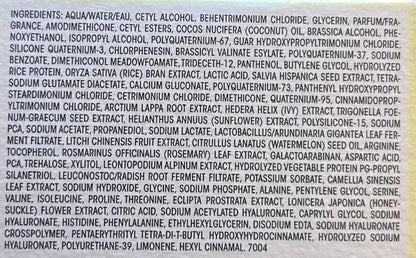 INGREDIENTS: AQUA/WATER/EAU, CETYL ALCOHOL, BEHENTRIMONIUM CHLORIDE, GLYCERIN, PARFUM/FRA-
GRANCE, AMODIMETHICONE, CETYL ESTERS, COCOS NUCIFERA (COCONUT) OIL, BRASSICA ALCOHOL, PHE-
NOXYETHANOL, ISOPROPYL ALCOHOL, POLYQUATERNIUM-67, GUAR HYDROXYPROPYLTRIMONIUM CHLORIDE,
SILICONE QUATERNIUM-3, CHLORPHENESIN, BRASSICYL VALINATE ESYLATE, POLYQUATERNIUM-37, SODIUM
BENZOATE, DIMETHICONOL MEADOWFOAMATE, TRIDECETH-12, PANTHENOL, BUTYLENE GLYCOL, HYDROLYZED
RICE PROTEIN, ORYZA SATIVA (RICE) BRAN EXTRACT, LACTIC ACID, SALVIA HISPANICA SEED EXTRACT, TETRA-
SODIUM GLUTAMATE DIACETATE, CALCIUM GLUCONATE, POLYQUATERNIUM-73, PANTHENYL HYDROXYPROPYL
STEARDIMONIUM CHLORIDE, CETRIMONIUM CHLORIDE, DIMETHICONE, QUATERNIUM-95, CINNAMIDOPROP-
YLTRIMONIUM CHLORIDE, ARCTIUM LAPPA ROOT EXTRACT, HEDERA HELIX (IVY) EXTRACT, TRIGONELLA FOE-
NUM-GRAECUM SEED EXTRACT, HELIANTHUS ANNUUS (SUNFLOWER) EXTRACT, POLYSILICONE-15, SODIUM
PCA, SODIUM ACETATE, PROPANEDIOL, SODIUM LACTATE, LACTOBACILLUS/ARUNDINARIA GIGANTEA LEAF FER-
MENT FILTRATE, LITCHI CHINENSIS FRUIT EXTRACT, CITRULLUS LANATUS (WATERMELON) SEED OIL, ARGININE,
TOCOPHEROL, ROSMARINUS OFFICINALIS (ROSEMARY) LEAF EXTRACT, GALACTOARABINAN, ASPARTIC ACID,
PCA, TREHALOSE, XYLITOL, LEONTOPODIUM ALPINUM EXTRACT, HYDROLYZED VEGETABLE PROTEIN PG-PROPYL
SILANETRIOL, LEUCONOSTOC/RADISH ROOT FERMENT FILTRATE, POTASSIUM SORBATE, CAMELLIA SINENSIS
LEAF EXTRACT, SODIUM HYDROXIDE, GLYCINE, SODIUM PHOSPHATE, ALANINE, PENTYLENE GLYCOL, SERINE,
VALINE, ISOLEUCINE, PROLINE, THREONINE, ECLIPTA PROSTRATA EXTRACT, LONICERA JAPONICA (HONEY-
SUCKLE) FLOWER EXTRACT, CITRIC ACID, SODIUM ACETYLATED HYALURONATE, CAPRYLYL GLYCOL, SODIUM
HYALURONATE, HISTIDINE, PHENYLALANINE, ETHYLHEXYLGLYCERIN, DISODIUM EDTA, SODIUM HYALURONATE
CROSSPOLYMER, PENTAERYTHRITYL TETRA-DI-T-BUTYL HYDROXYHYDROCINNAMATE, HYDROLYZED SODIUM
HYALURONATE, POLYURETHANE-39, LIMONENE, HEXYL CINNAMAL. 7004